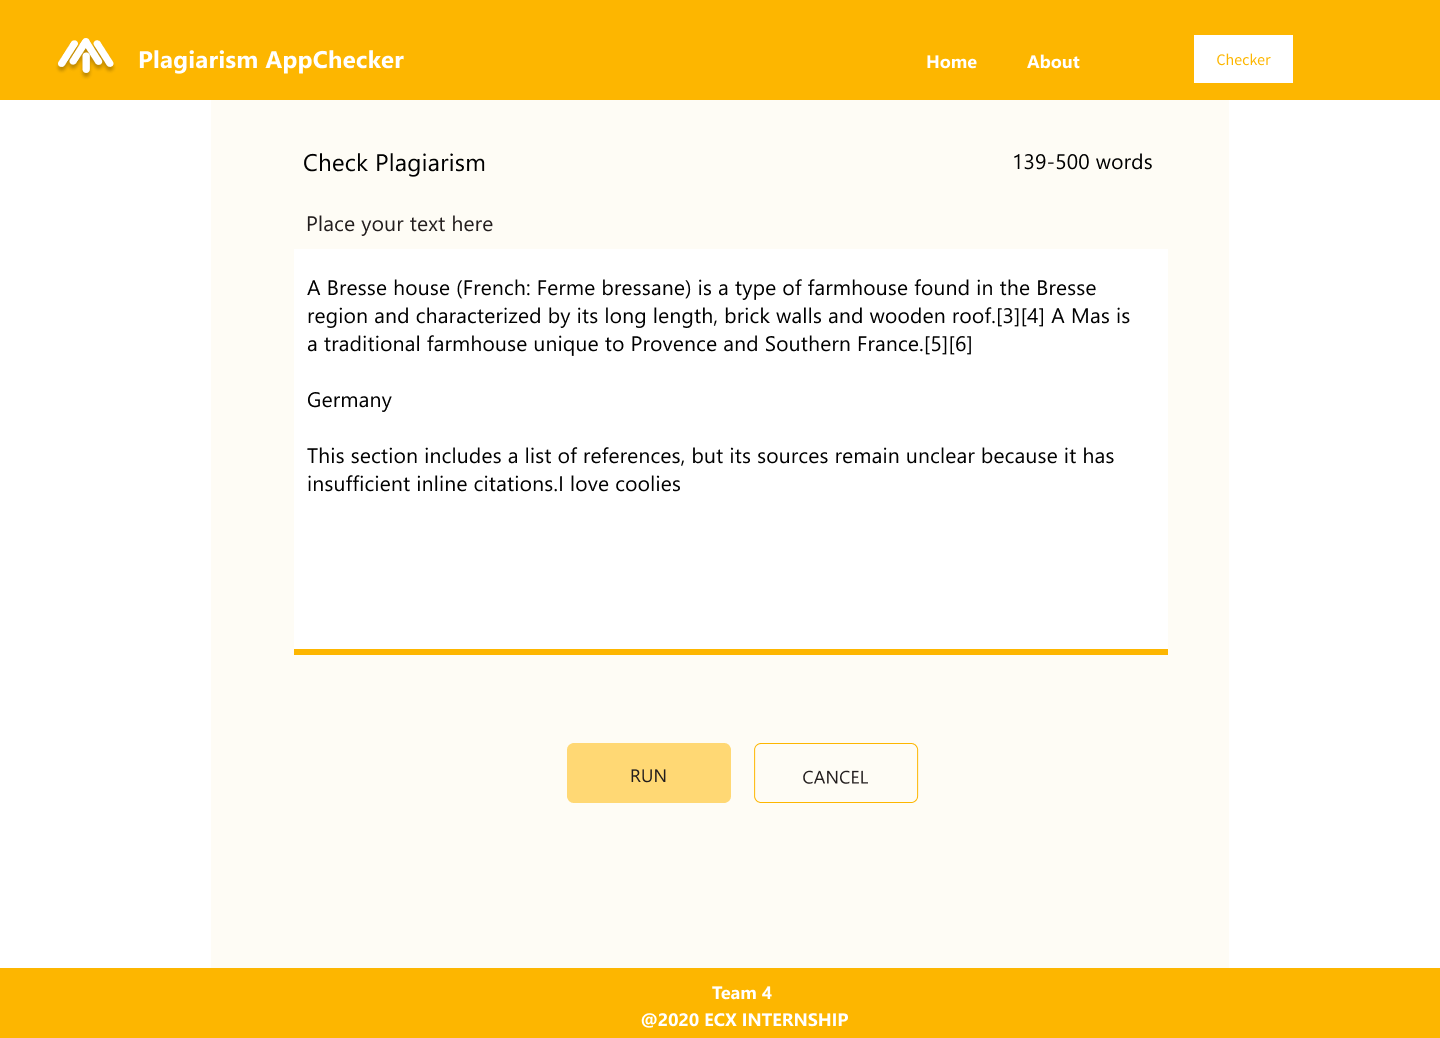 Plagiarism AppChecker
Home
About
Checker
Check Plagiarism
139-500 words
Place your text here
A Bresse house (French: Ferme bressane) is a type of farmhouse found in the Bresse
region and characterized by its long length, brick walls and wooden roof.[3][4] A Mas is
a traditional farmhouse unique to Provence and Southern France.[5][6]
Germany
This section includes a list of references, but its sources remain unclear because it has
insufficient inline citations.I love coolies
RUN
CANCEL
Team 4
@2020 ECX INTERNSHIP